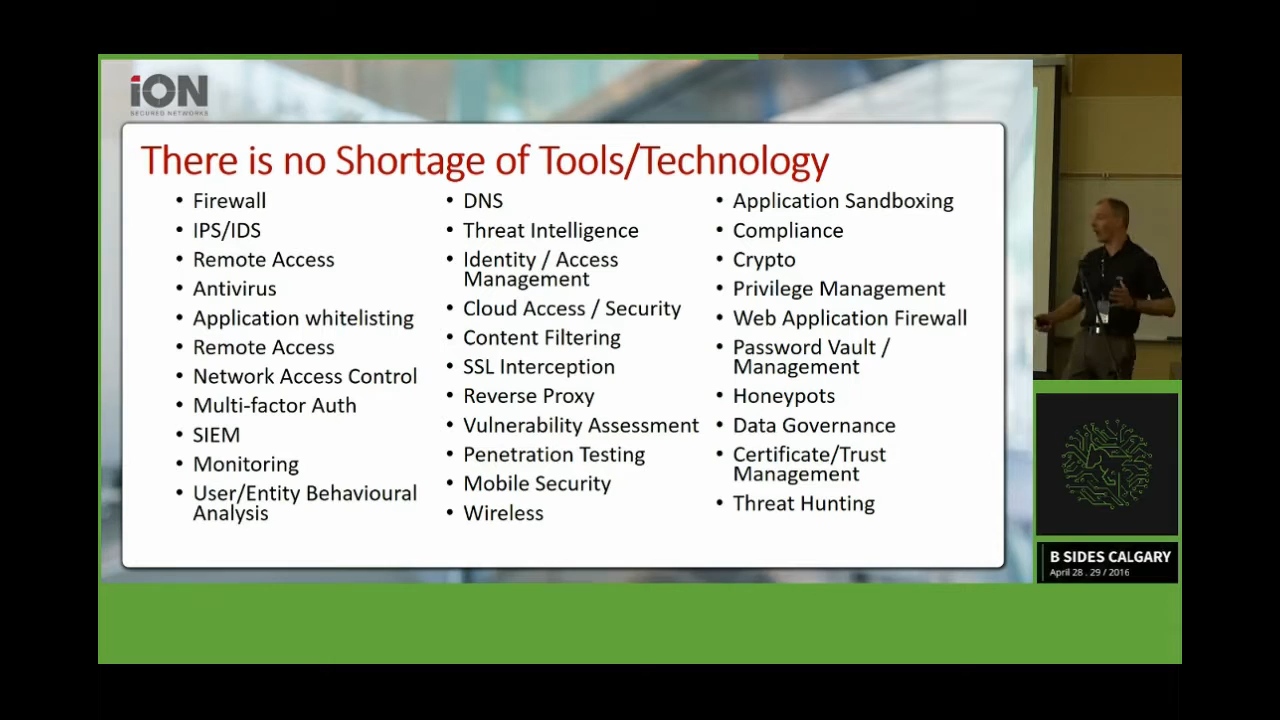 iON
SECURED NETWORKS
There is no Shortage of Tools/Technology
• Firewall
• IPS/IDS
• Remote Access
• Antivirus
• Application whitelisting
• Remote Access
• Network Access Control
• Multi-factor Auth
• SIEM
• Monitoring
• User/Entity Behavioural
Analysis
• DNS
• Threat Intelligence
• Identity / Access
Management
• Cloud Access / Security
• Content Filtering
• SSL Interception
• Reverse Proxy
• Vulnerability Assessment
• Penetration Testing
• Mobile Security
• Wireless
• Application Sandboxing
• Compliance
• Crypto
• Privilege Management
• Web Application Firewall
• Password Vault /
Management
• Honeypots
• Data Governance
• Certificate/Trust
Management
• Threat Hunting
B SIDES CALGARY
April 28 . 29 / 2016